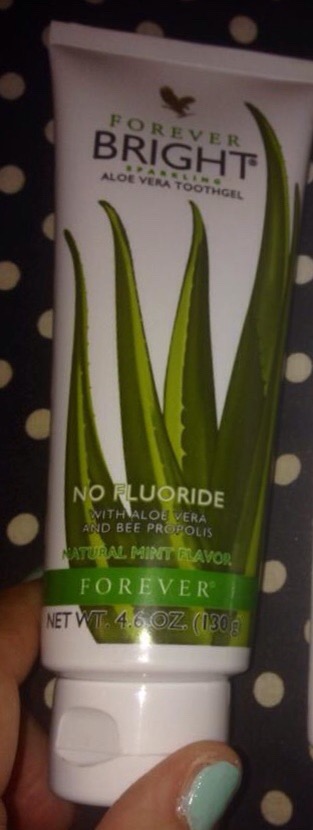 FOREVER
BRIGHT®
SPARKLING
ALOE VERA TOOTHGEL
NO FLUORIDE
WITH ALOE VERA
AND BEE PROPOLIS
NATURAL MINT FLAVOR
FOREVER®
NET WT. 4.6 OZ. (130g)